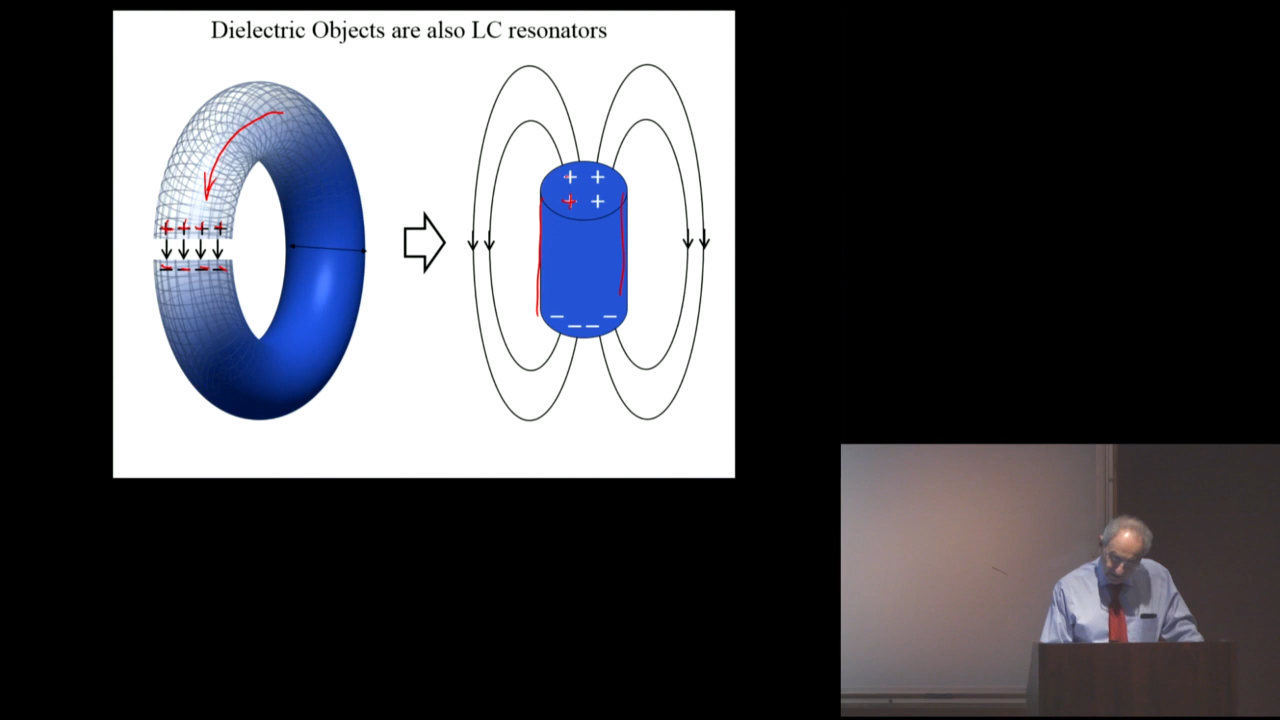 Dielectric Objects are also LC resonators
+ + + +
- - - -
+ +
+ +
- - - -